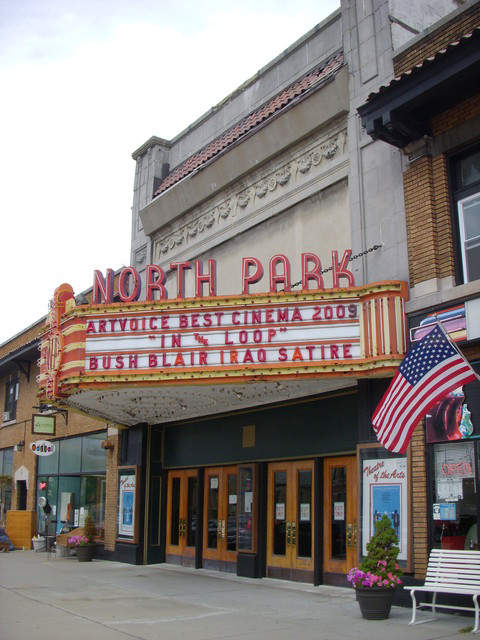 NORTH PARK
ARTVOICE BEST CINEMA 2009
"IN THE LOOP"
BUSH BLAIR IRAQ SATIRE
Theatre of the Arts